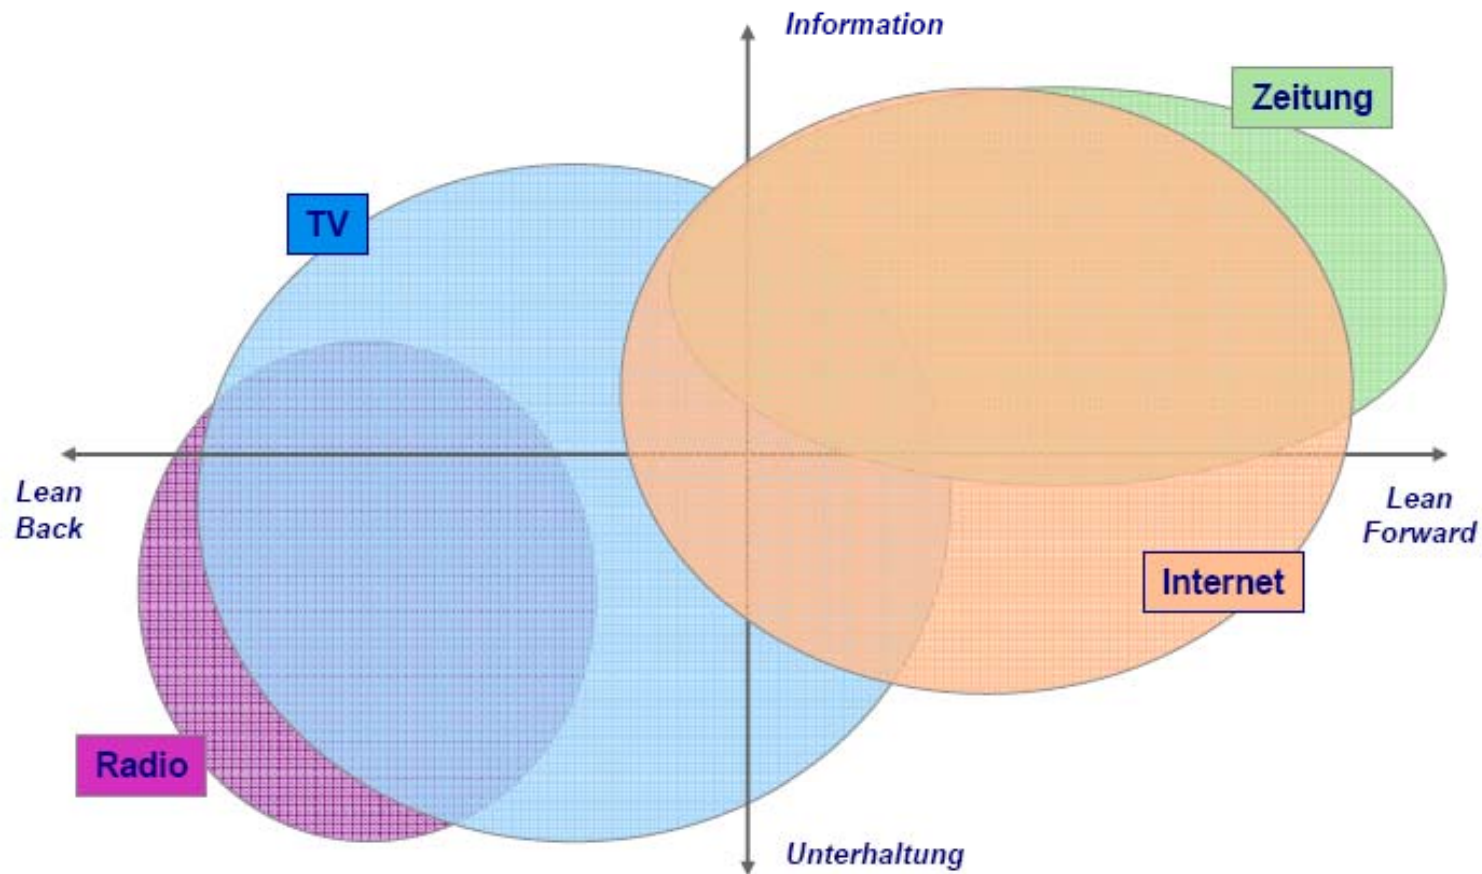 Information
Zeitung
TV
Lean
Back
Lean
Forward
Internet
Radio
Unterhaltung